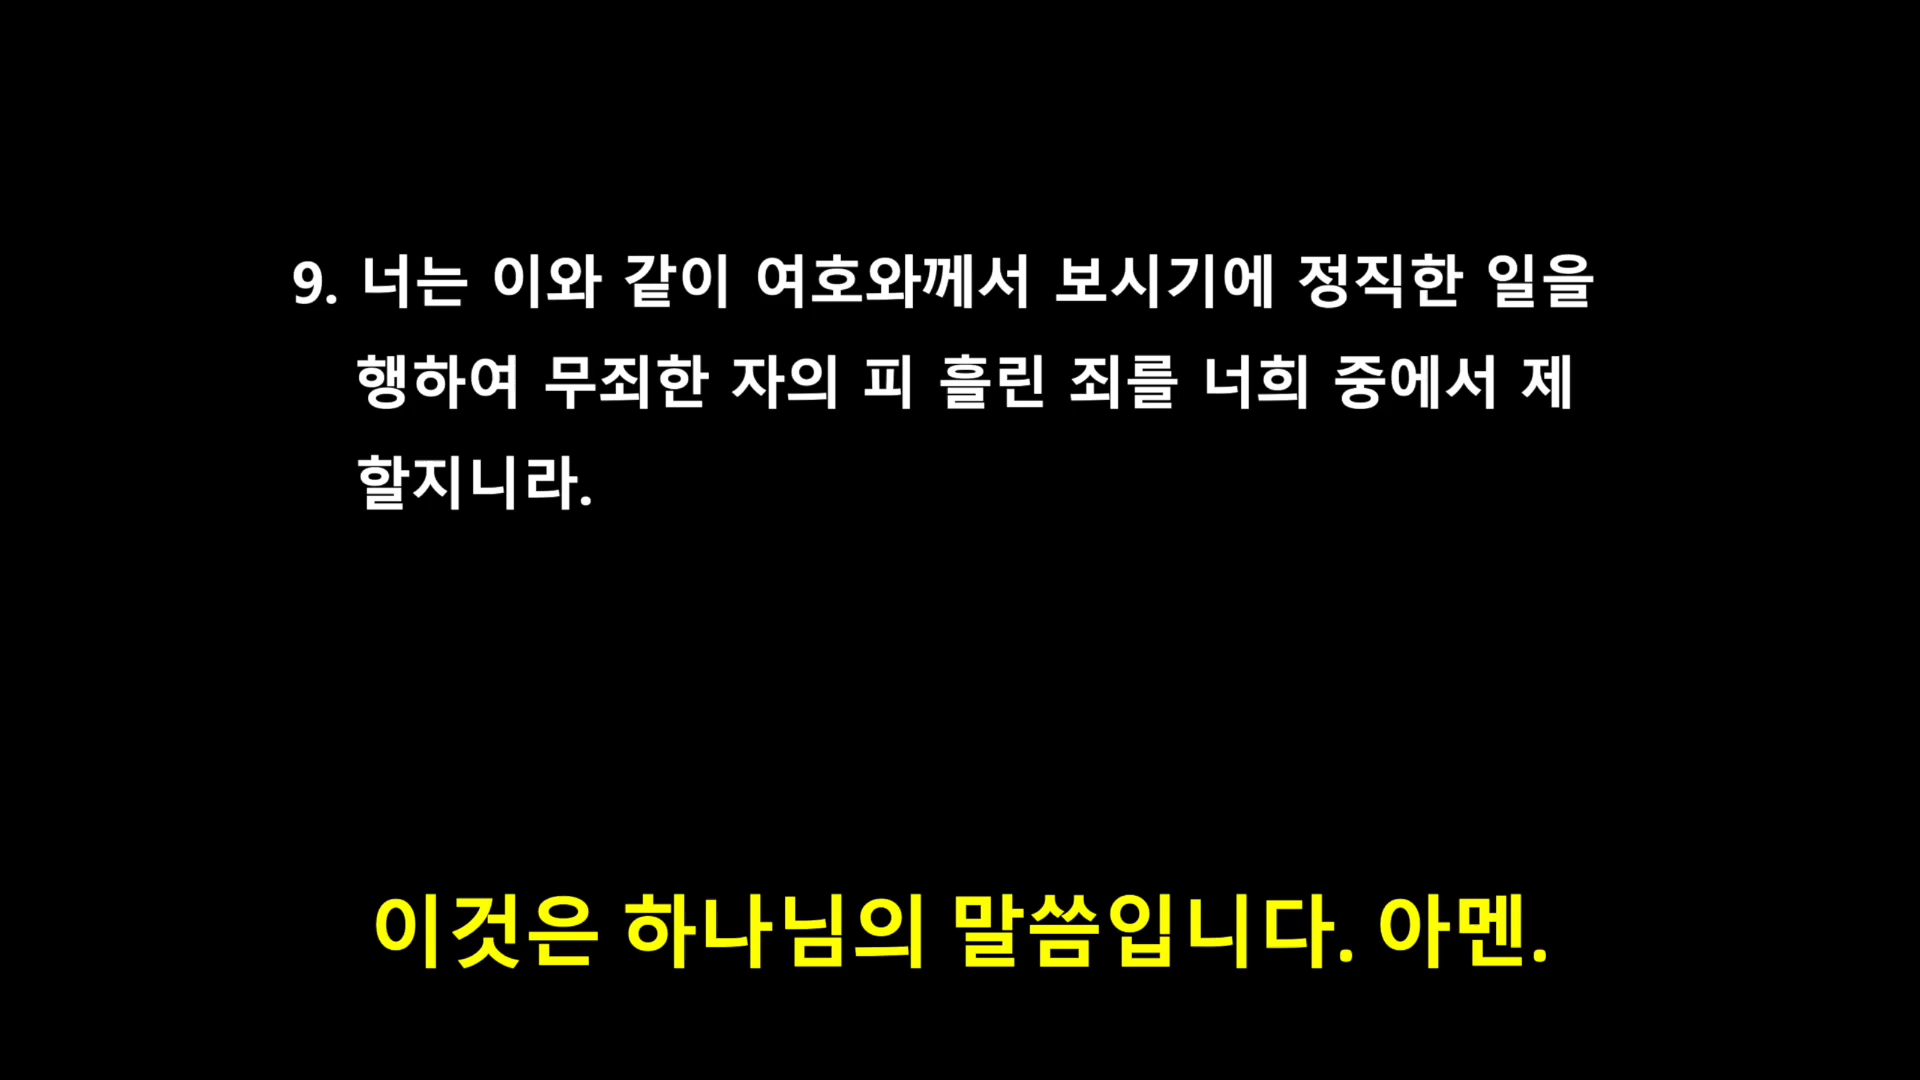 9. 너는 이와 같이 여호와께서 보시기에 정직한 일을
행하여 무죄한 자의 피 흘린 죄를 너희 중에서 제
할지니라.
이것은 하나님의 말씀입니다. 아멘.